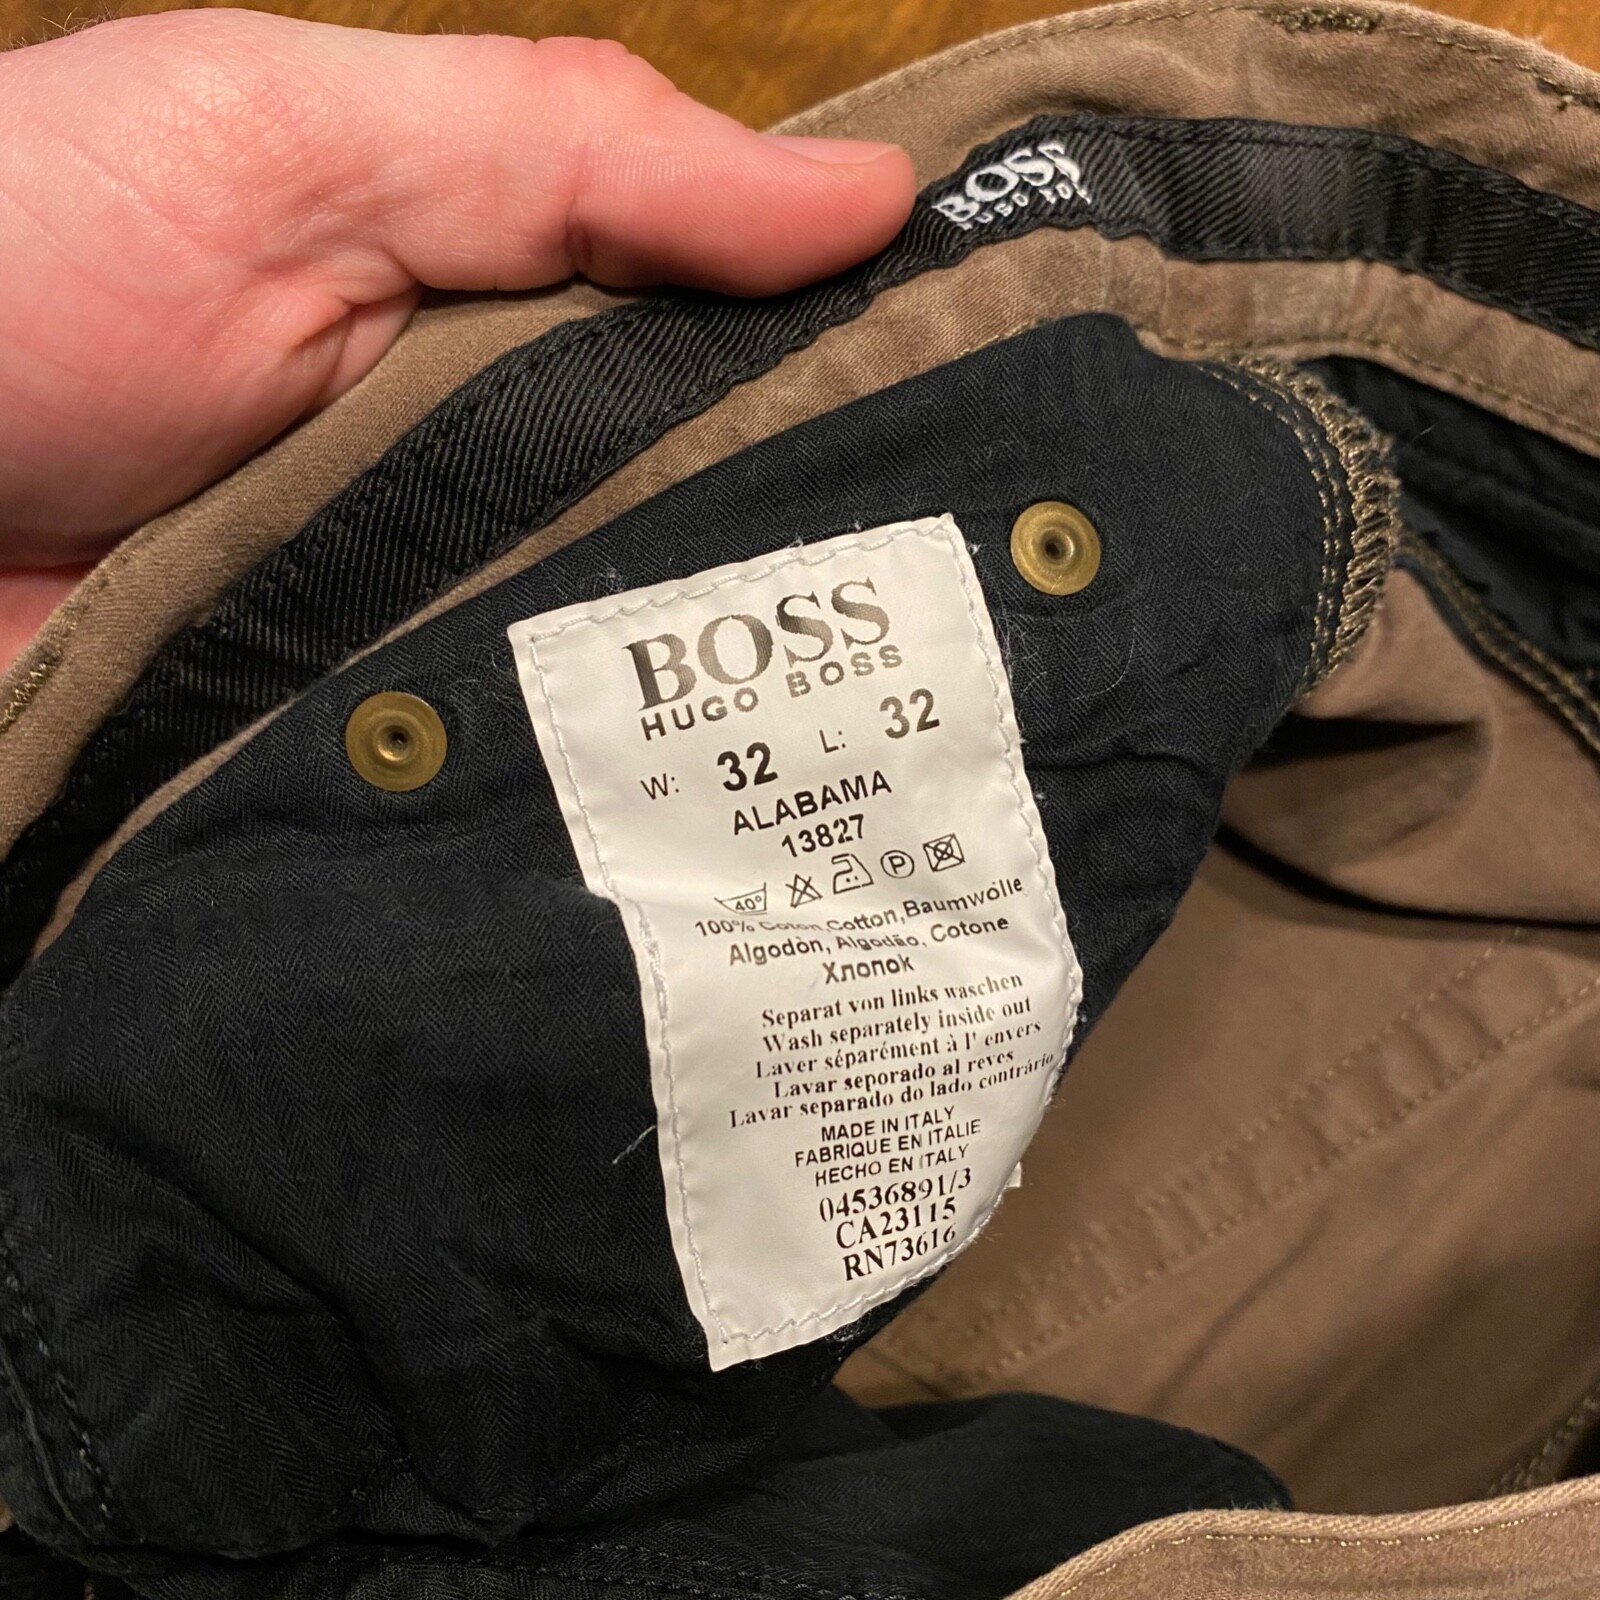 BOSS
HUGO BOSS
BOSS
HUGO BOSS
W: 32 L: 32
ALABAMA
13827
40° P
100% Coton, Cotton, Baumwolle
Algodòn, Algodão, Cotone
Хлопок
Separat von links waschen
Wash separately inside out
Laver séparément à l' envers
Lavar seporado al reves
Lavar separado do lado contrário
MADE IN ITALY
FABRIQUE EN ITALIE
HECHO EN ITALY
04536891/3
CA23115
RN73616